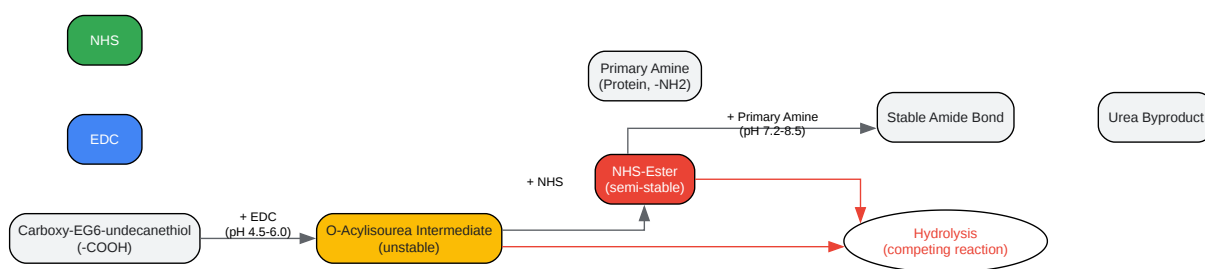 NHS
EDC
Carboxy-EG6-undecanethiol
(-COOH)
+ EDC
(pH 4.5-6.0)
O-Acylisourea Intermediate
(unstable)
+ NHS
Primary Amine
(Protein, -NH2)
NHS-Ester
(semi-stable)
+ Primary Amine
(pH 7.2-8.5)
Stable Amide Bond
Hydrolysis
(competing reaction)
Urea Byproduct